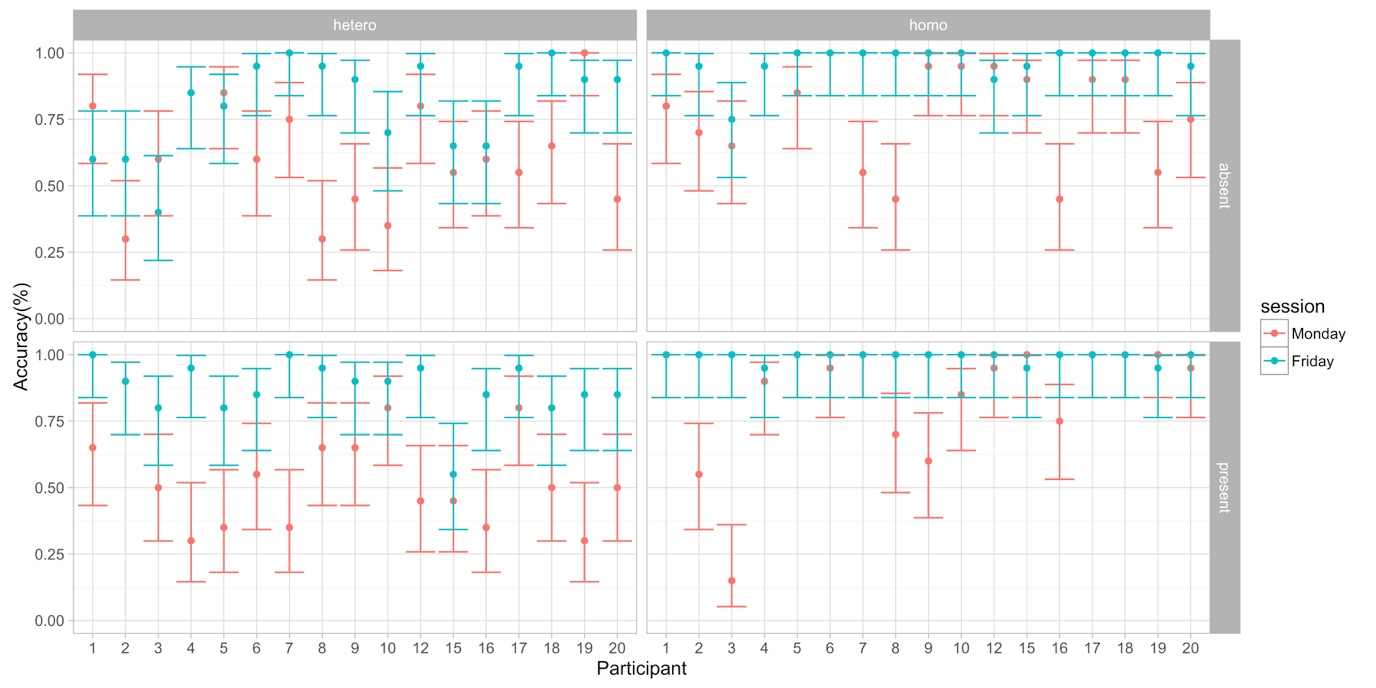 hetero homo
1.00
0.75
0.50
0.25
0.00
absent
1.00
0.75
0.50
0.25
0.00
present
Accuracy(%)
1 2 3 4 5 6 7 8 9 10 12 15 16 17 18 19 20
1 2 3 4 5 6 7 8 9 10 12 15 16 17 18 19 20
Participant
session
Monday
Friday